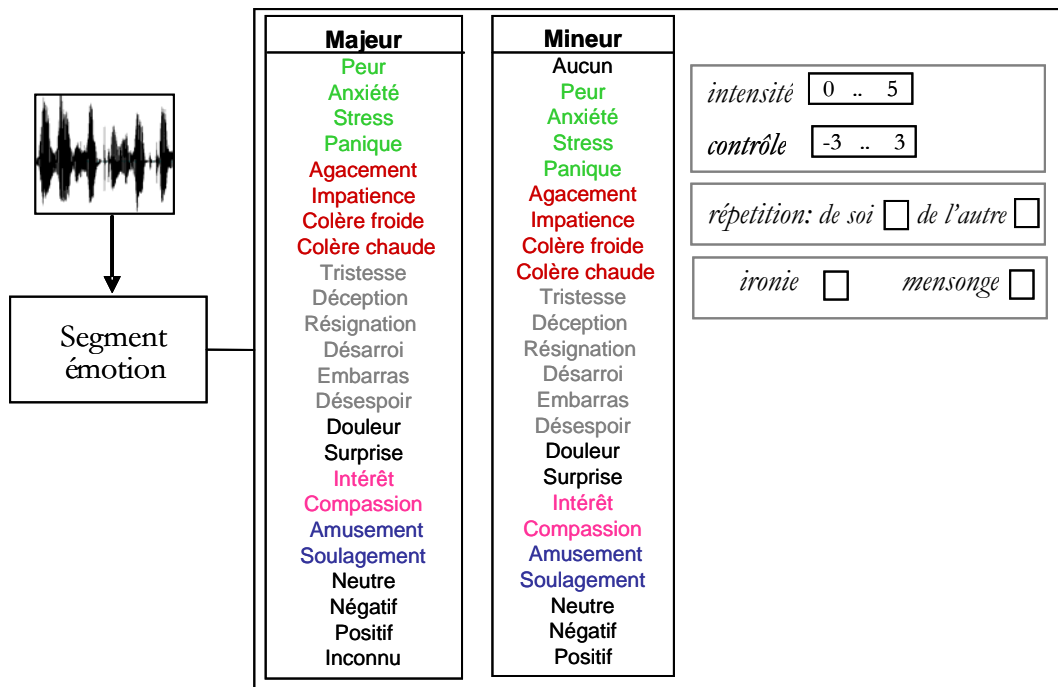 Segment
émotion
Majeur
Peur
Anxiété
Stress
Panique
Agacement
Impatience
Colère froide
Colère chaude
Tristesse
Déception
Résignation
Désarroi
Embarras
Désespoir
Douleur
Surprise
Intérêt
Compassion
Amusement
Soulagement
Neutre
Négatif
Positif
Inconnu
Mineur
Aucun
Peur
Anxiété
Stress
Panique
Agacement
Impatience
Colère froide
Colère chaude
Tristesse
Déception
Résignation
Désarroi
Embarras
Désespoir
Douleur
Surprise
Intérêt
Compassion
Amusement
Soulagement
Neutre
Négatif
Positif
intensité 0 .. 5
contrôle -3 .. 3
répetition: de soi de l'autre
ironie mensonge